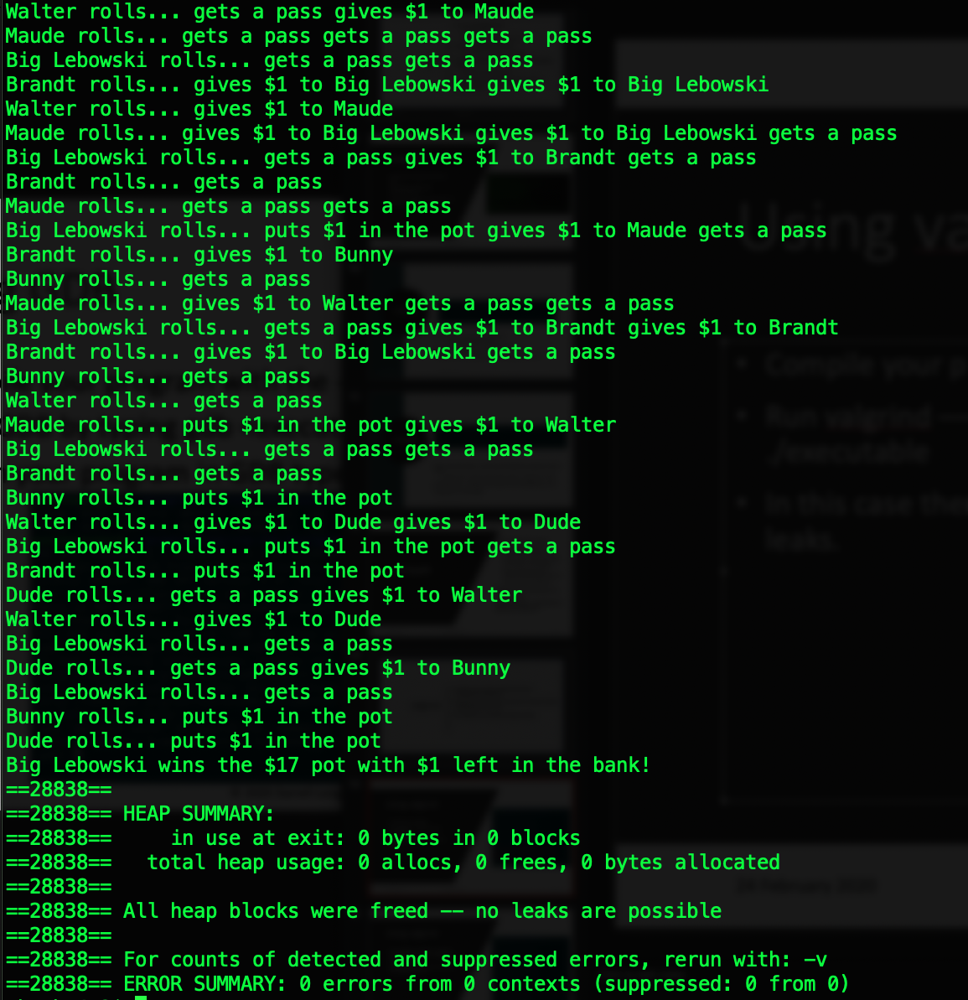 Walter rolls... gets a pass gives $1 to Maude
Maude rolls... gets a pass gets a pass gets a pass
Big Lebowski rolls... gets a pass gets a pass
Brandt rolls... gives $1 to Big Lebowski gives $1 to Big Lebowski
Walter rolls... gives $1 to Maude
Maude rolls... gives $1 to Big Lebowski gives $1 to Big Lebowski gets a pass
Big Lebowski rolls... gets a pass gives $1 to Brandt gets a pass
Brandt rolls... gets a pass
Maude rolls... gets a pass gets a pass
Big Lebowski rolls... puts $1 in the pot gives $1 to Maude gets a pass
Brandt rolls... gives $1 to Bunny
Bunny rolls... gets a pass
Maude rolls... gives $1 to Walter gets a pass gets a pass
Big Lebowski rolls... gets a pass gives $1 to Brandt gives $1 to Brandt
Brandt rolls... gives $1 to Big Lebowski gets a pass
Bunny rolls... gets a pass
Walter rolls... gets a pass
Maude rolls... puts $1 in the pot gives $1 to Walter
Big Lebowski rolls... gets a pass gets a pass
Brandt rolls... gets a pass
Bunny rolls... puts $1 in the pot
Walter rolls... gives $1 to Dude gives $1 to Dude
Big Lebowski rolls... puts $1 in the pot gets a pass
Brandt rolls... puts $1 in the pot
Dude rolls... gets a pass gives $1 to Walter
Walter rolls... gives $1 to Dude
Big Lebowski rolls... gets a pass
Dude rolls... gets a pass gives $1 to Bunny
Big Lebowski rolls... gets a pass
Bunny rolls... puts $1 in the pot
Dude rolls... puts $1 in the pot
Big Lebowski wins the $17 pot with $1 left in the bank!
==28838==
==28838== HEAP SUMMARY:
==28838==     in use at exit: 0 bytes in 0 blocks
==28838==   total heap usage: 0 allocs, 0 frees, 0 bytes allocated
==28838==
==28838== All heap blocks were freed -- no leaks are possible
==28838==
==28838== For counts of detected and suppressed errors, rerun with: -v
==28838== ERROR SUMMARY: 0 errors from 0 contexts (suppressed: 0 from 0)
Using va
Compile your p
Run valgrind
./executable
In this case the
leaks.